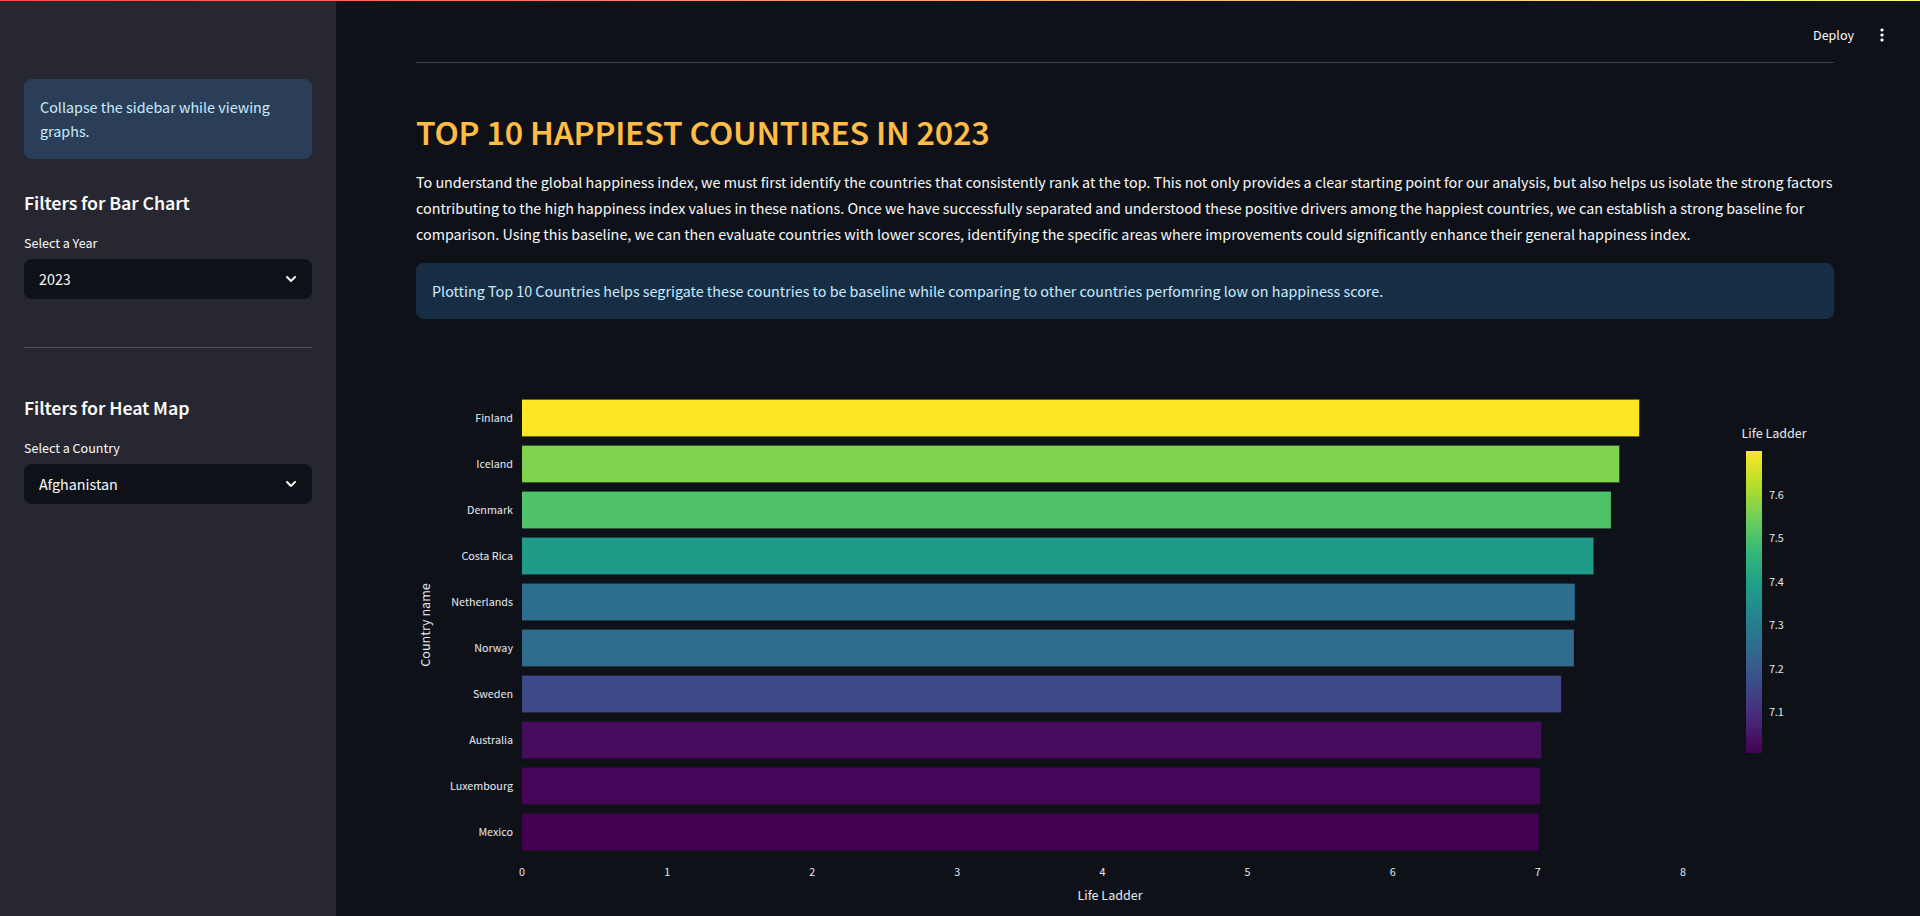 Deploy
Collapse the sidebar while viewing
graphs.
Filters for Bar Chart
Select a Year
2023
Filters for Heat Map
Select a Country
Afghanistan
TOP 10 HAPPIEST COUNTIRES IN 2023
To understand the global happiness index, we must first identify the countries that consistently rank at the top. This not only provides a clear starting point for our analysis, but also helps us isolate the strong factors
contributing to the high happiness index values in these nations. Once we have successfully separated and understood these positive drivers among the happiest countries, we can establish a strong baseline for
comparison. Using this baseline, we can then evaluate countries with lower scores, identifying the specific areas where improvements could significantly enhance their general happiness index.
Plotting Top 10 Countries helps segrigate these countries to be baseline while comparing to other countries perfomring low on happiness score.
Country name
Finland
Iceland
Denmark
Costa Rica
Netherlands
Norway
Sweden
Australia
Luxembourg
Mexico
0 1 2 3 4 5 6 7 8
Life Ladder
Life Ladder
7.6
7.5
7.4
7.3
7.2
7.1